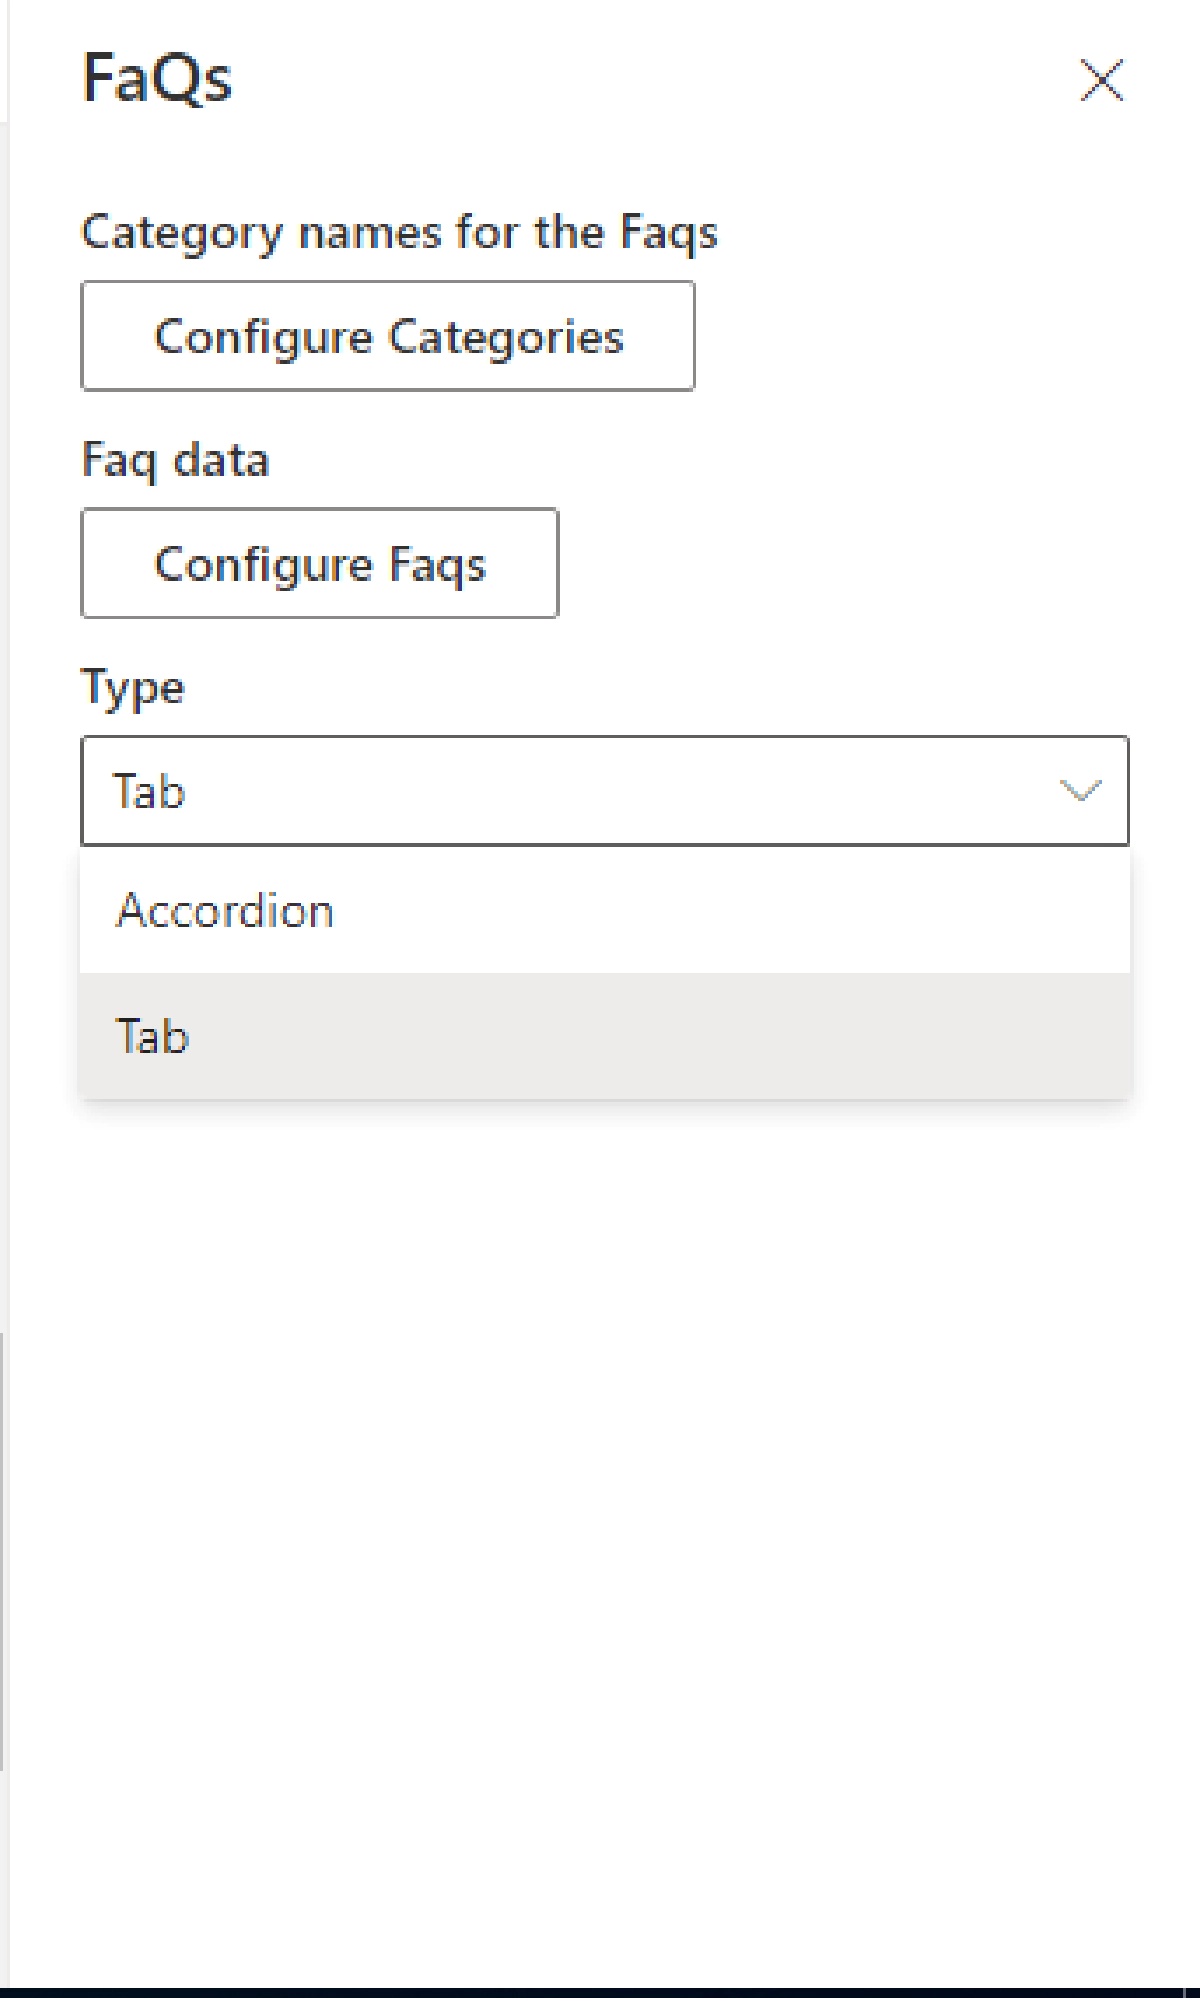 FaQs
Category names for the Faqs
Configure Categories
Faq data
Configure Faqs
Type
Tab
Accordion
Tab